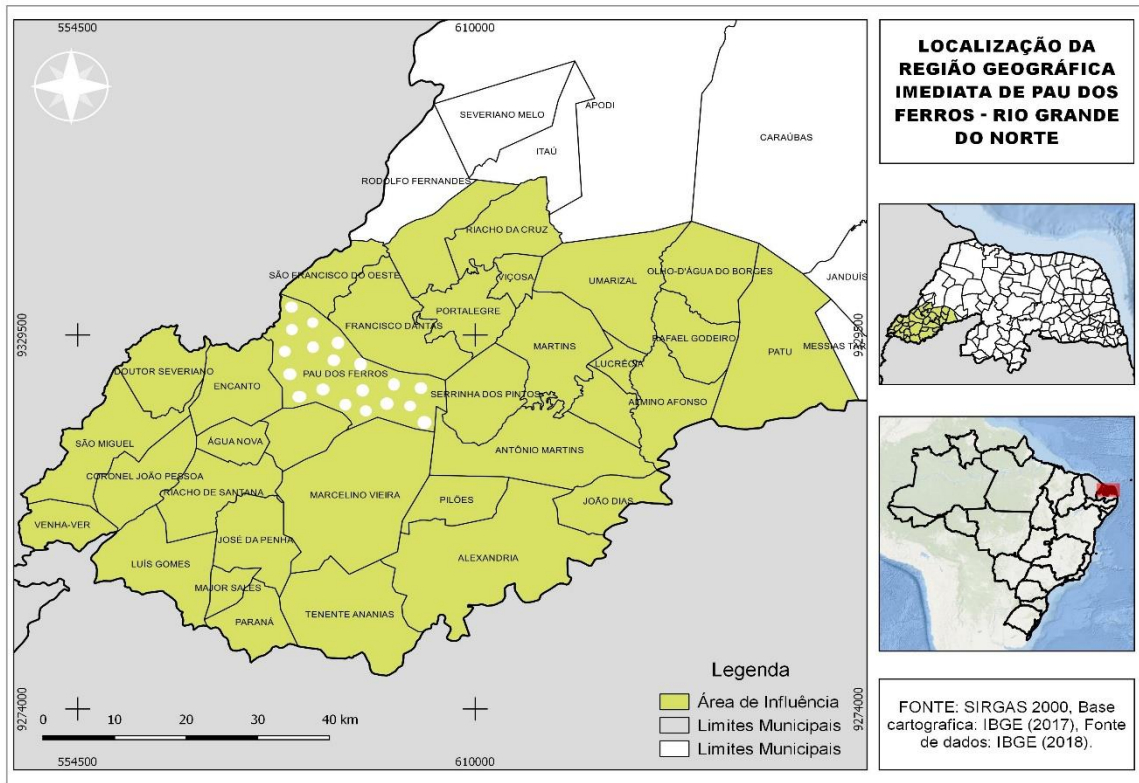 554500
610000
SEVERIANO MELO
APODI
ITAÚ
CARAÚBAS
RODOLFO FERNANDES
RIACHO DA CRUZ
SÃO FRANCISCO DO OESTE
VIÇOSA
UMARIZAL
OLHO-D'ÁGUA DO BORGES
JANDUÍS
PORTALEGRE
FRANCISCO DANTAS
9329500
9329500
MARTINS
RAFAEL GODEIRO
PATU
MESSIAS TAR
DOUTOR SEVERIANO
ENCANTO
PAU DOS FERROS
LUCRÉCIA
SERRINHA DOS PINTOS
ALMINO AFONSO
SÃO MIGUEL
ÁGUA NOVA
ANTÔNIO MARTINS
CORONEL JOÃO PESSOA
RIACHO DE SANTANA
MARCELINO VIEIRA
PILÕES
JOÃO DIAS
VENHA-VER
JOSÉ DA PENHA
LUÍS GOMES
ALEXANDRIA
MAJOR SALES
PARANÁ
TENENTE ANANIAS
9274000
9274000
0 10 20 30 40 km
554500
610000
Legenda
Área de Influência
Limites Municipais
Limites Municipais
LOCALIZAÇÃO DA
REGIÃO GEOGRÁFICA
IMEDIATA DE PAU DOS
FERROS - RIO GRANDE
DO NORTE
FONTE: SIRGAS 2000, Base
cartografica: IBGE (2017), Fonte
de dados: IBGE (2018).